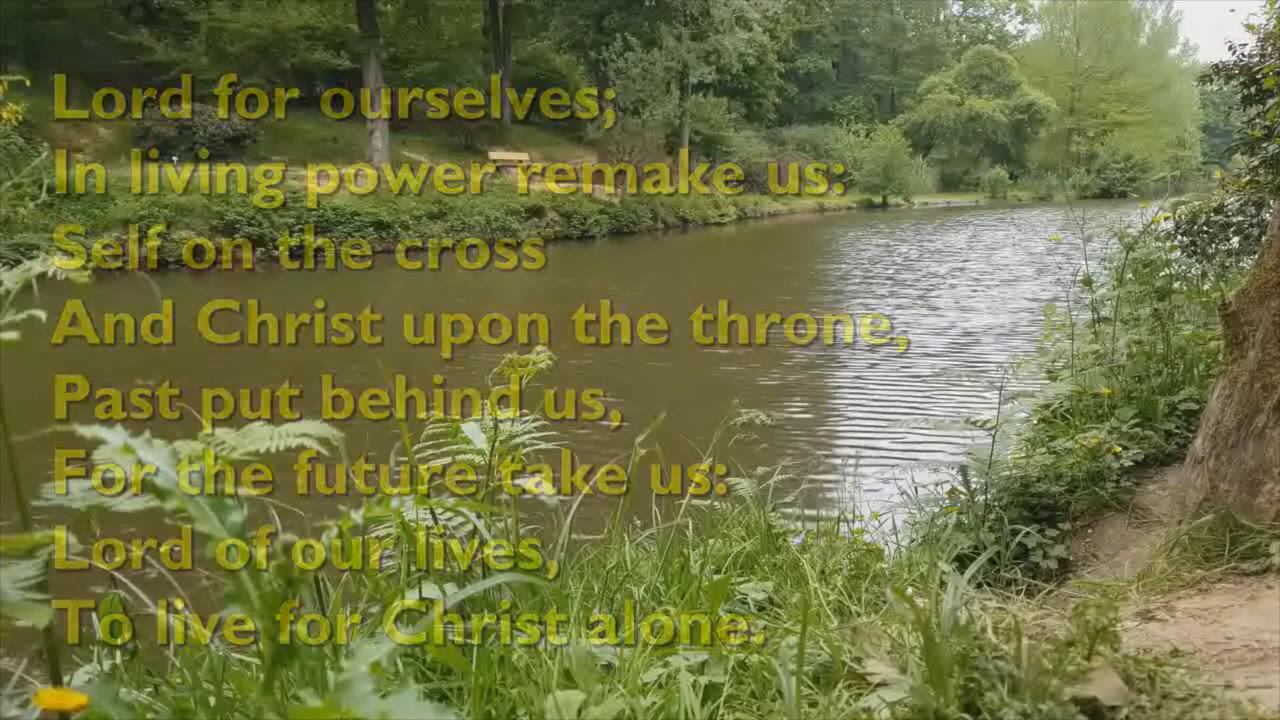 Lord for ourselves;
In living power remake us:
Self on the cross
And Christ upon the throne,
Past put behind us,
For the future take us:
Lord of our lives,
To live for Christ alone.